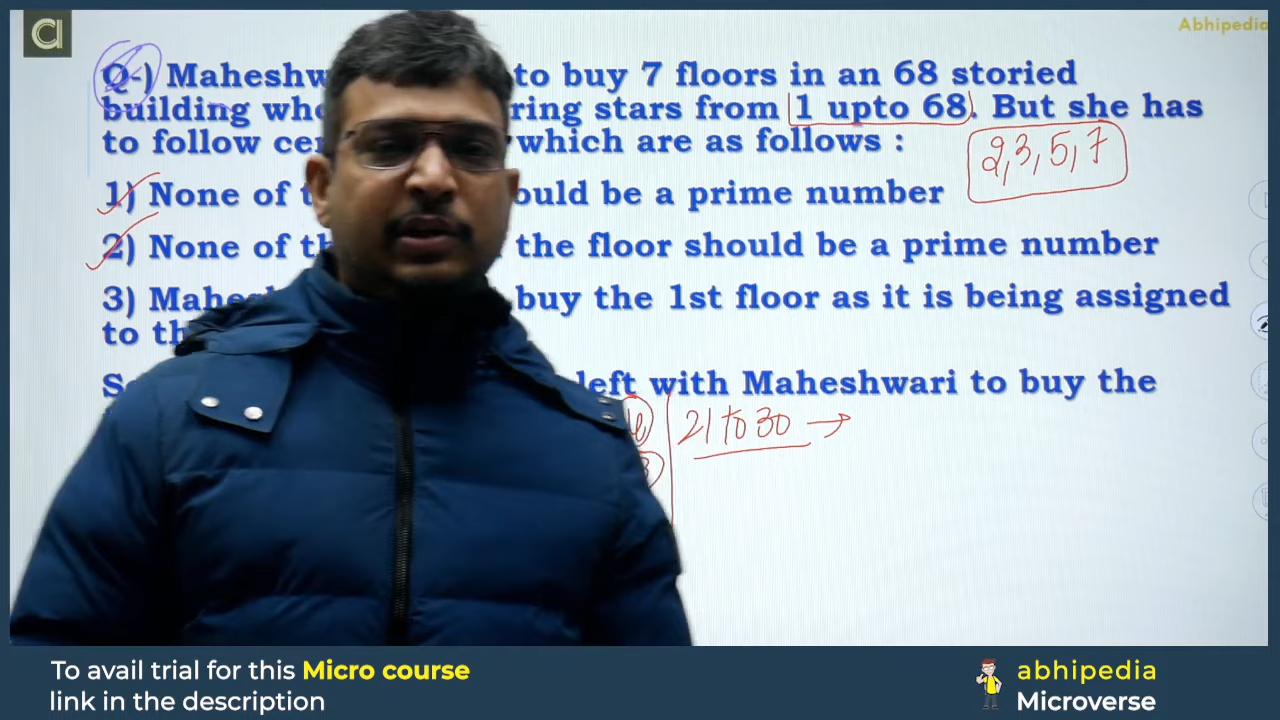 Abhipedia
Q-) Maheshw to buy 7 floors in an 68 storied
building whe ring stars from 1 upto 68. But she has
to follow cer which are as follows :
2,3,5,7
1) None of t ould be a prime number
2) None of th the floor should be a prime number
3) Mahe buy the 1st floor as it is being assigned
to th
S left with Maheshwari to buy the
21 to 30 →
To avail trial for this Micro course
link in the description
abhipedia
Microverse